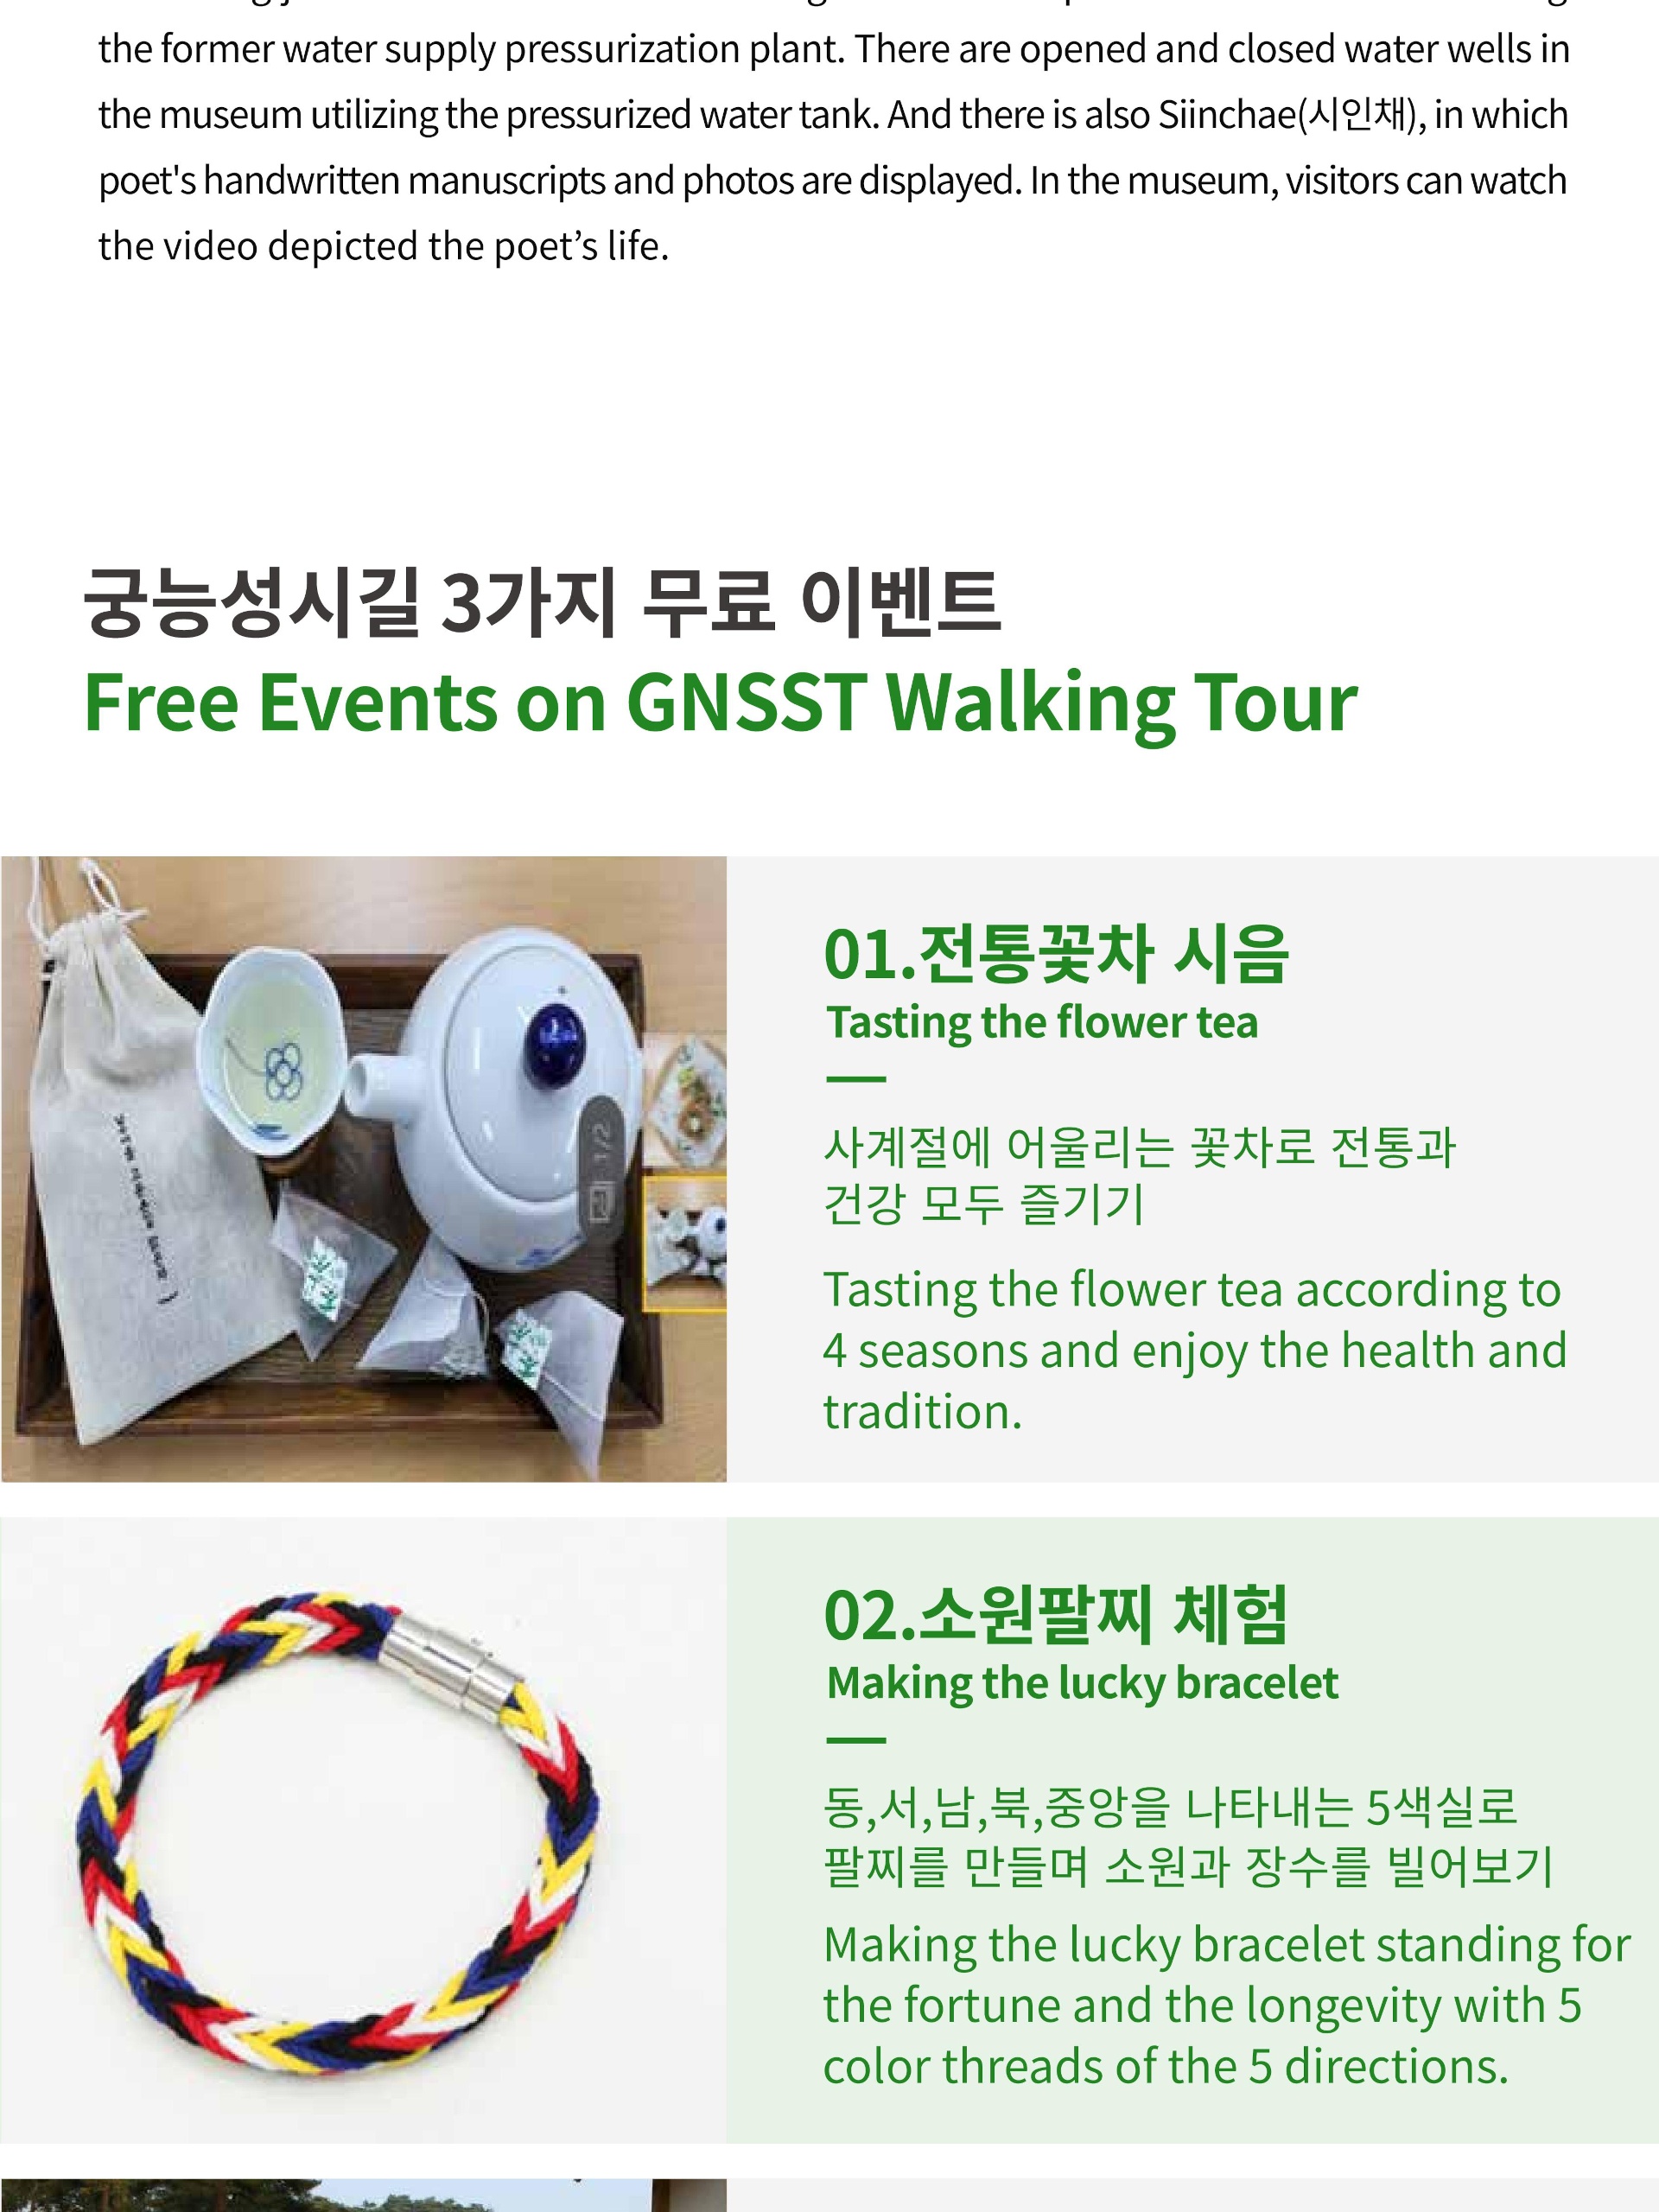 the former water supply pressurization plant. There are opened and closed water wells in
the museum utilizing the pressurized water tank. And there is also Siinchae(시인채), in which
poet's handwritten manuscripts and photos are displayed. In the museum, visitors can watch
the video depicted the poet’s life.
궁능성시길 3가지 무료 이벤트
Free Events on GNSST Walking Tour
01.전통꽃차 시음
Tasting the flower tea
사계절에 어울리는 꽃차로 전통과
건강 모두 즐기기
Tasting the flower tea according to
4 seasons and enjoy the health and
tradition.
1/2
02.소원팔찌 체험
Making the lucky bracelet
동,서,남,북,중앙을 나타내는 5색실로
팔찌를 만들며 소원과 장수를 빌어보기
Making the lucky bracelet standing for
the fortune and the longevity with 5
color threads of the 5 directions.